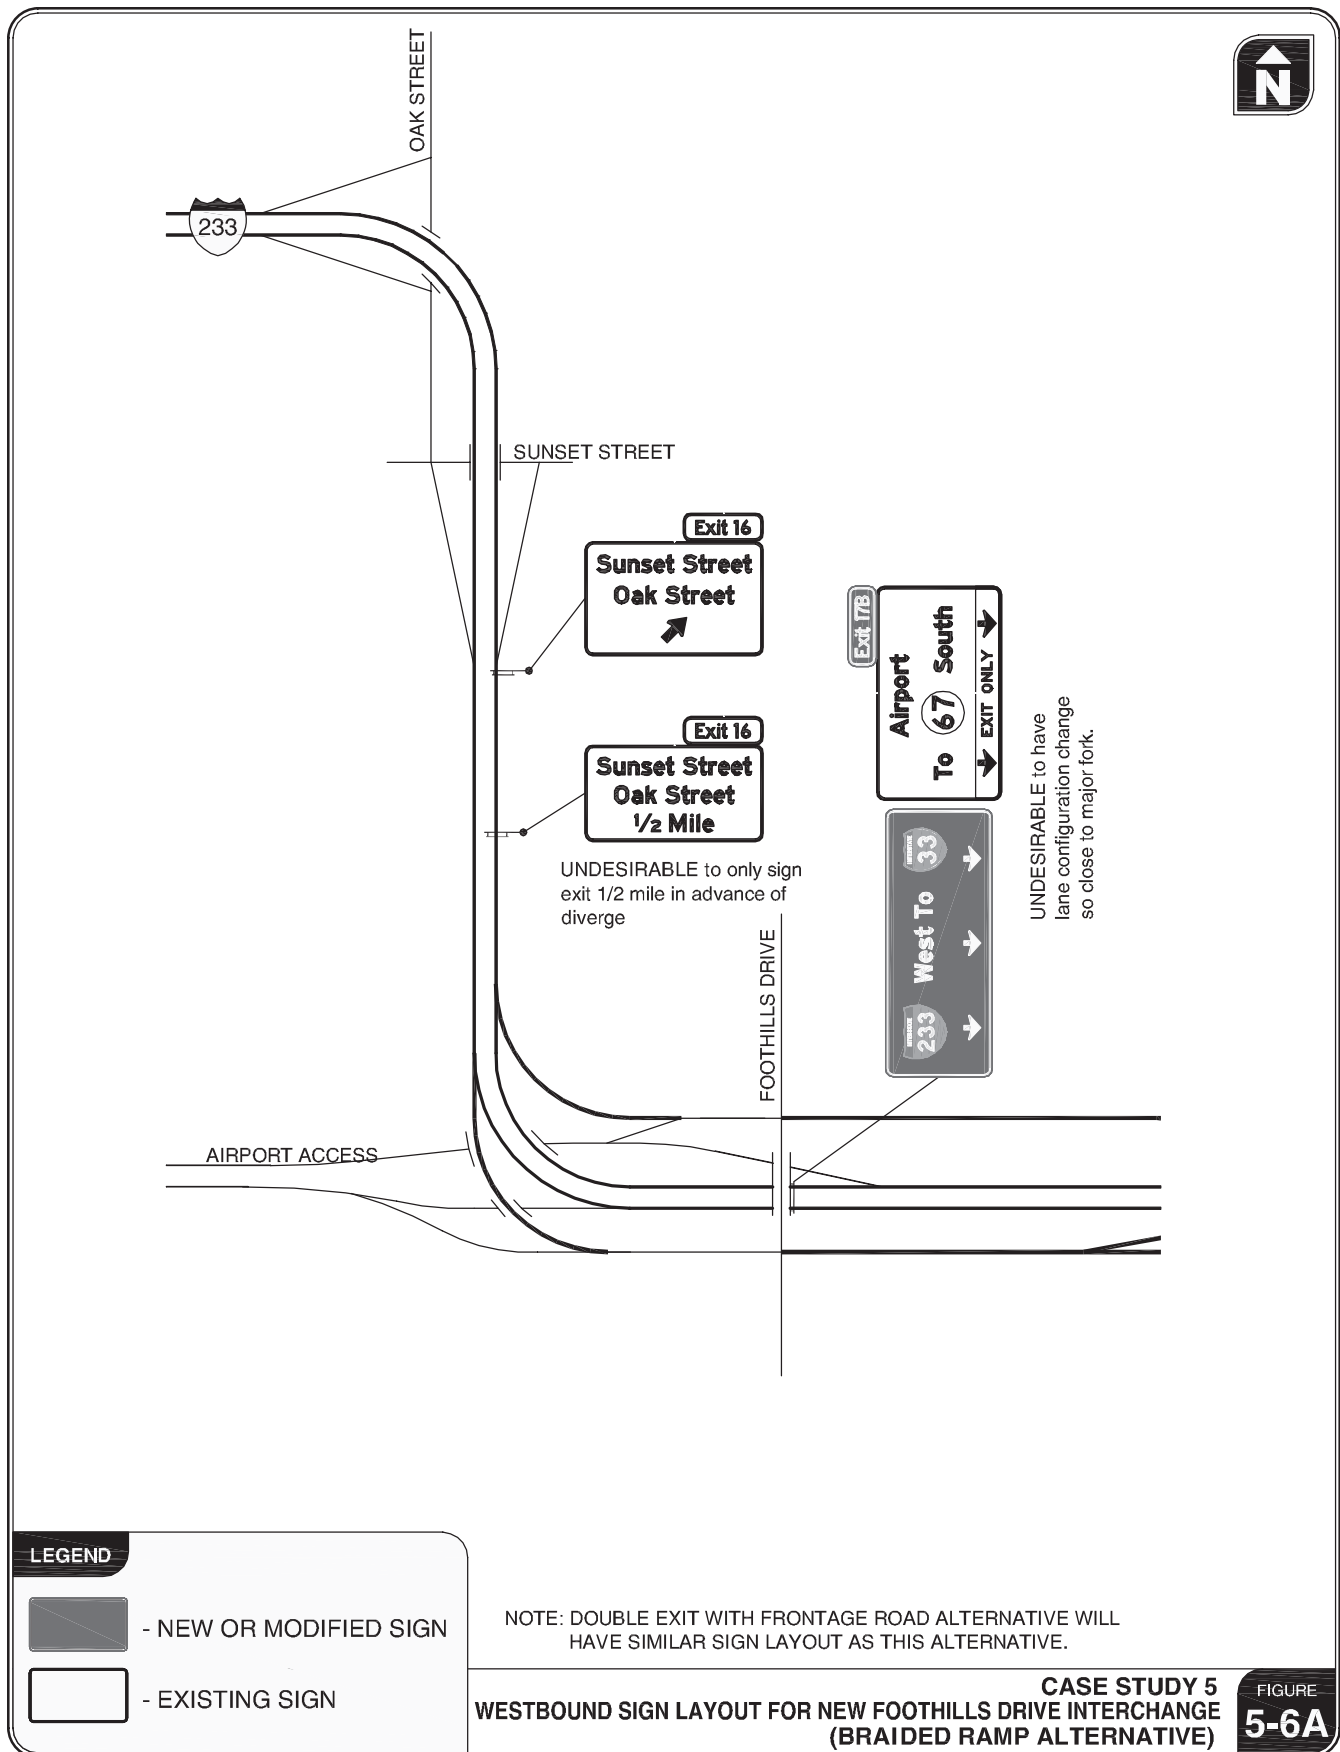 OAK STREET
N
233
SUNSET STREET
Exit 16
Sunset Street
Oak Street
Exit 16
Sunset Street
Oak Street
1/2 Mile
UNDESIRABLE to only sign
exit 1/2 mile in advance of
diverge
Exit 17B
Airport
To 67 South
EXIT ONLY
INTERSTATE 233 West To INTERSTATE 33
UNDESIRABLE to have
lane configuration change
so close to major fork.
FOOTHILLS DRIVE
AIRPORT ACCESS
LEGEND
- NEW OR MODIFIED SIGN
- EXISTING SIGN
NOTE: DOUBLE EXIT WITH FRONTAGE ROAD ALTERNATIVE WILL
HAVE SIMILAR SIGN LAYOUT AS THIS ALTERNATIVE.
CASE STUDY 5
WESTBOUND SIGN LAYOUT FOR NEW FOOTHILLS DRIVE INTERCHANGE
(BRAIDED RAMP ALTERNATIVE)
FIGURE
5-6A